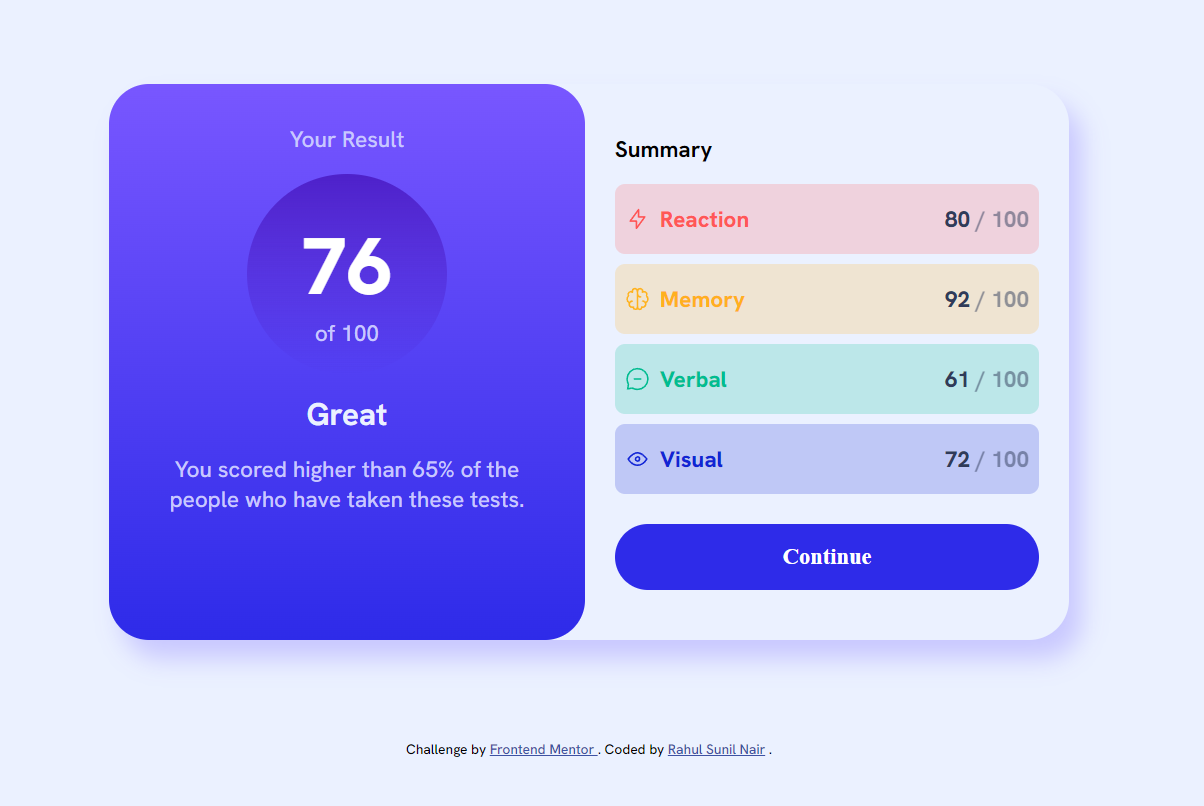 Your Result
76
of 100
Great
You scored higher than 65% of the
people who have taken these tests.
Summary
Reaction 80 / 100
Memory 92 / 100
Verbal 61 / 100
Visual 72 / 100
Continue
Challenge by Frontend Mentor . Coded by Rahul Sunil Nair .